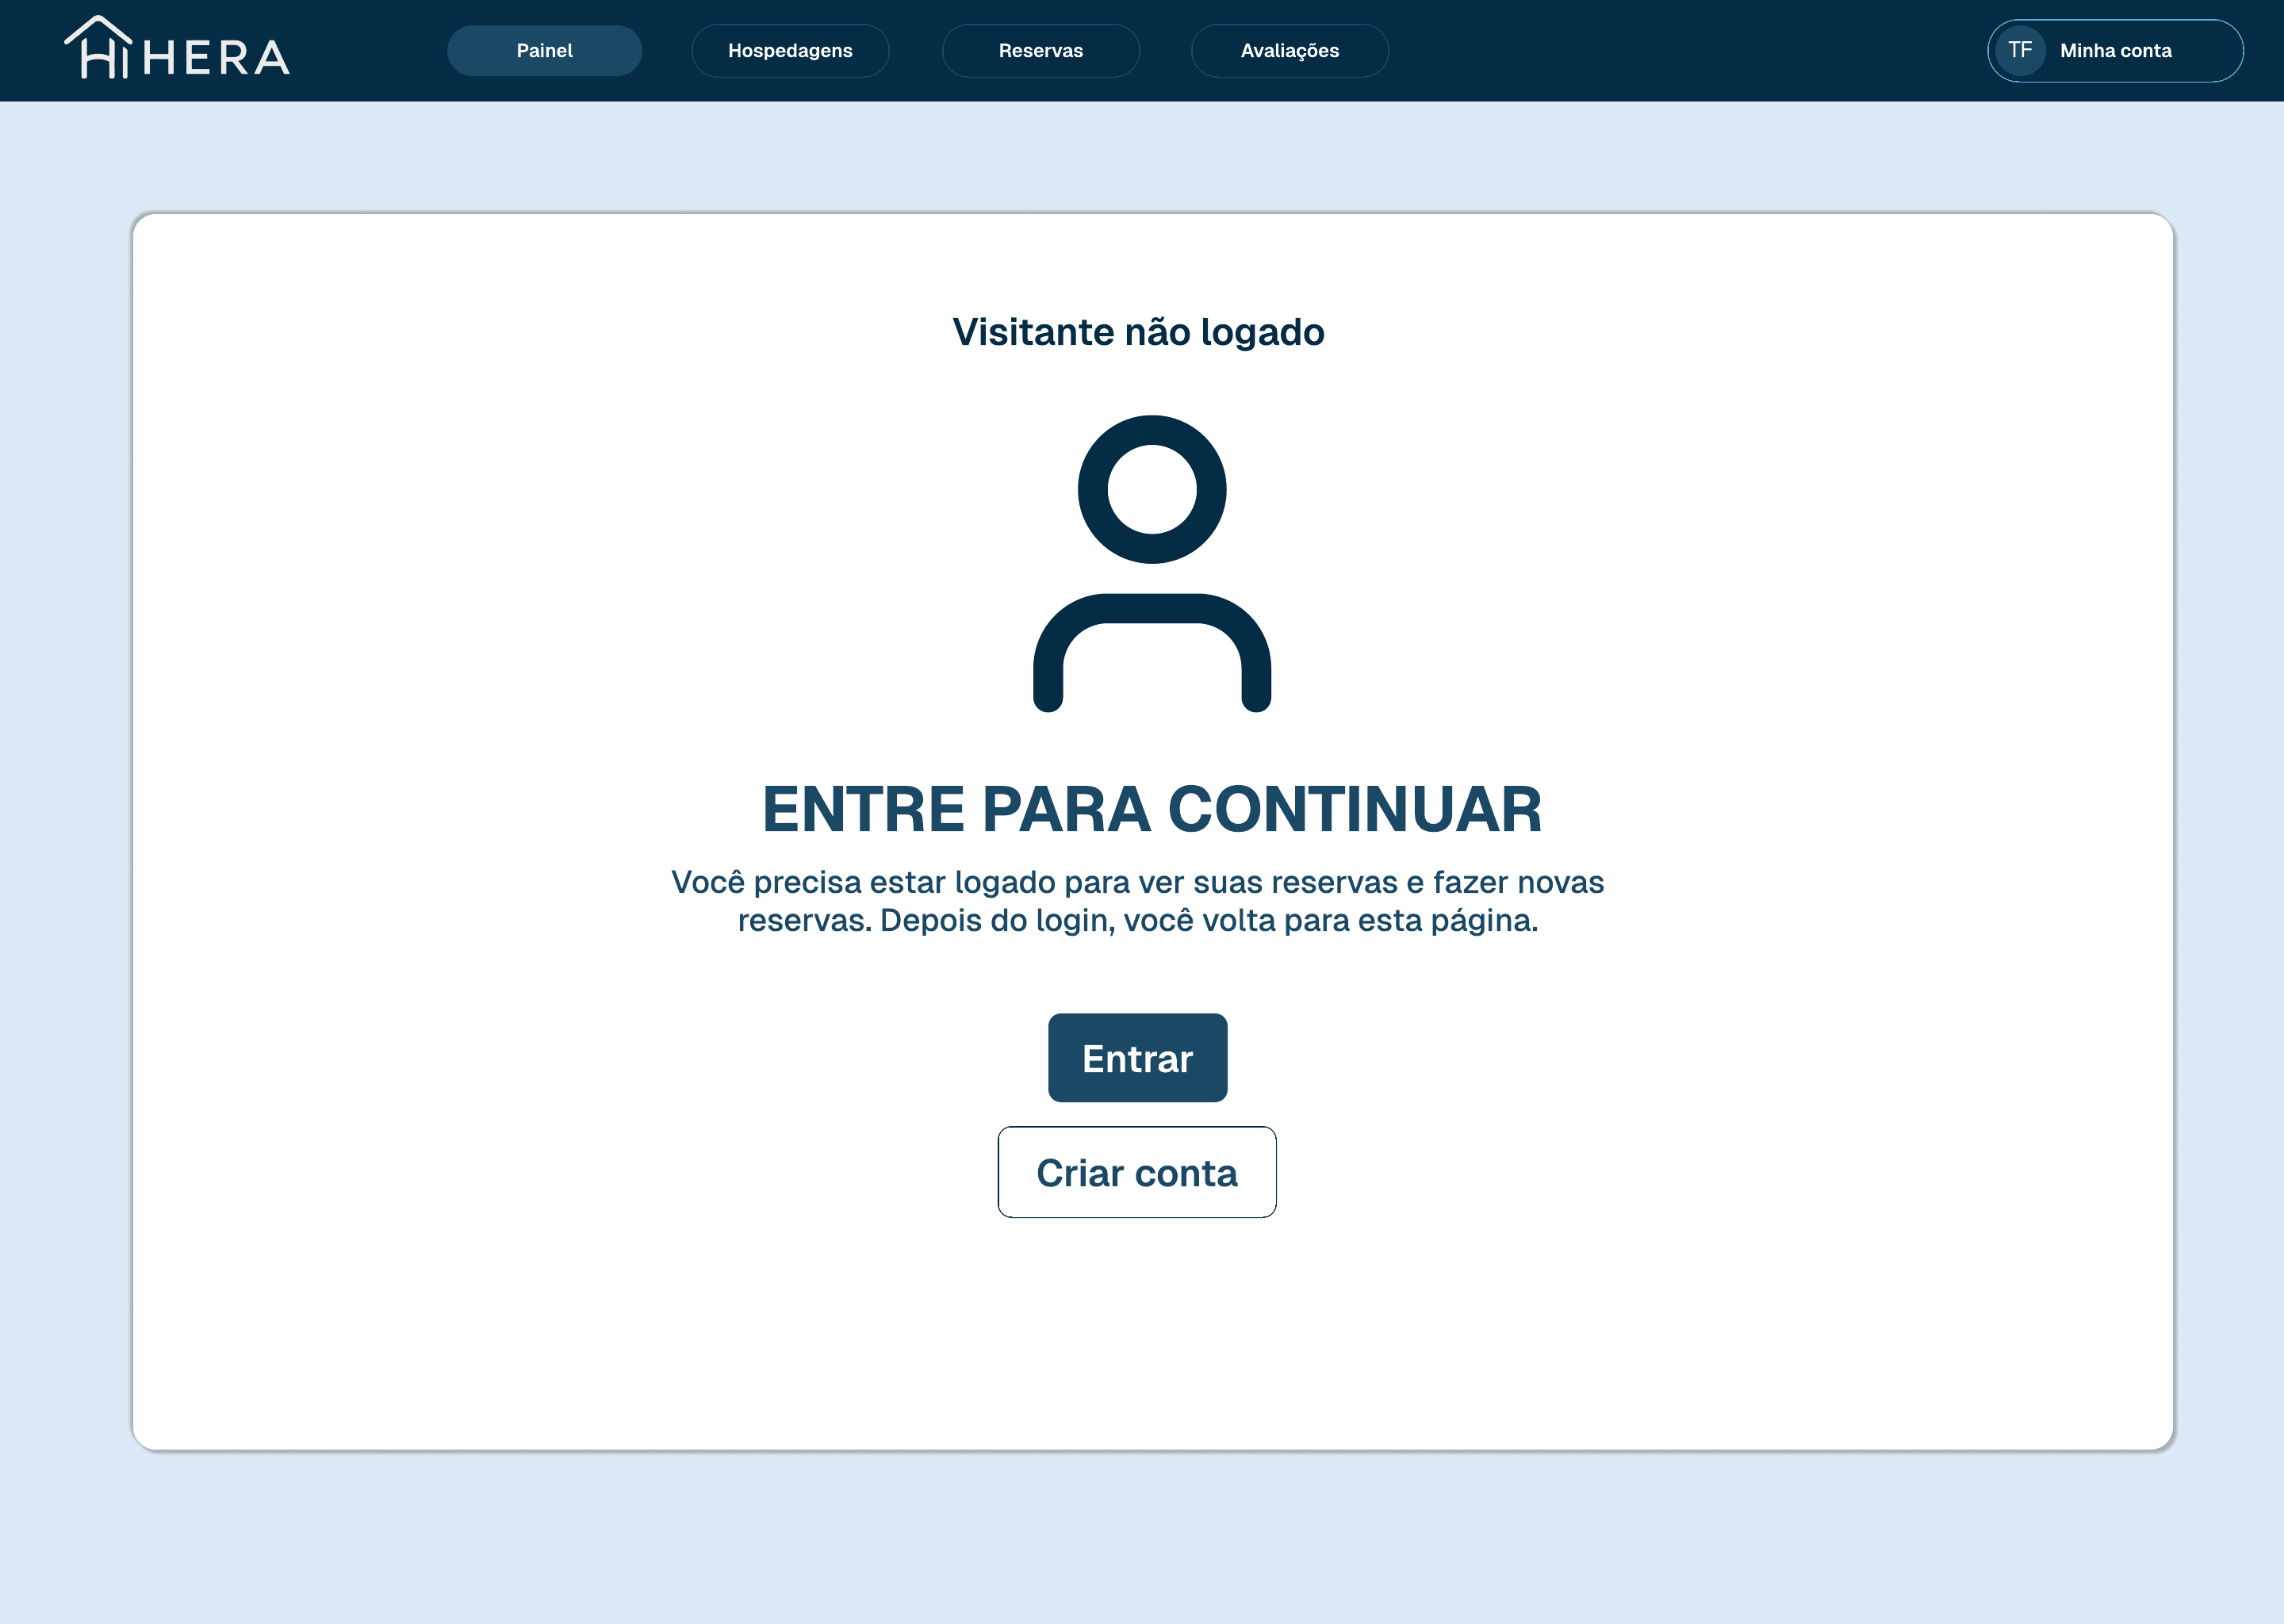 HERA
Painel
Hospedagens
Reservas
Avaliações
TF
Minha conta
Visitante não logado
ENTRE PARA CONTINUAR
Você precisa estar logado para ver suas reservas e fazer novas
reservas. Depois do login, você volta para esta página.
Entrar
Criar conta